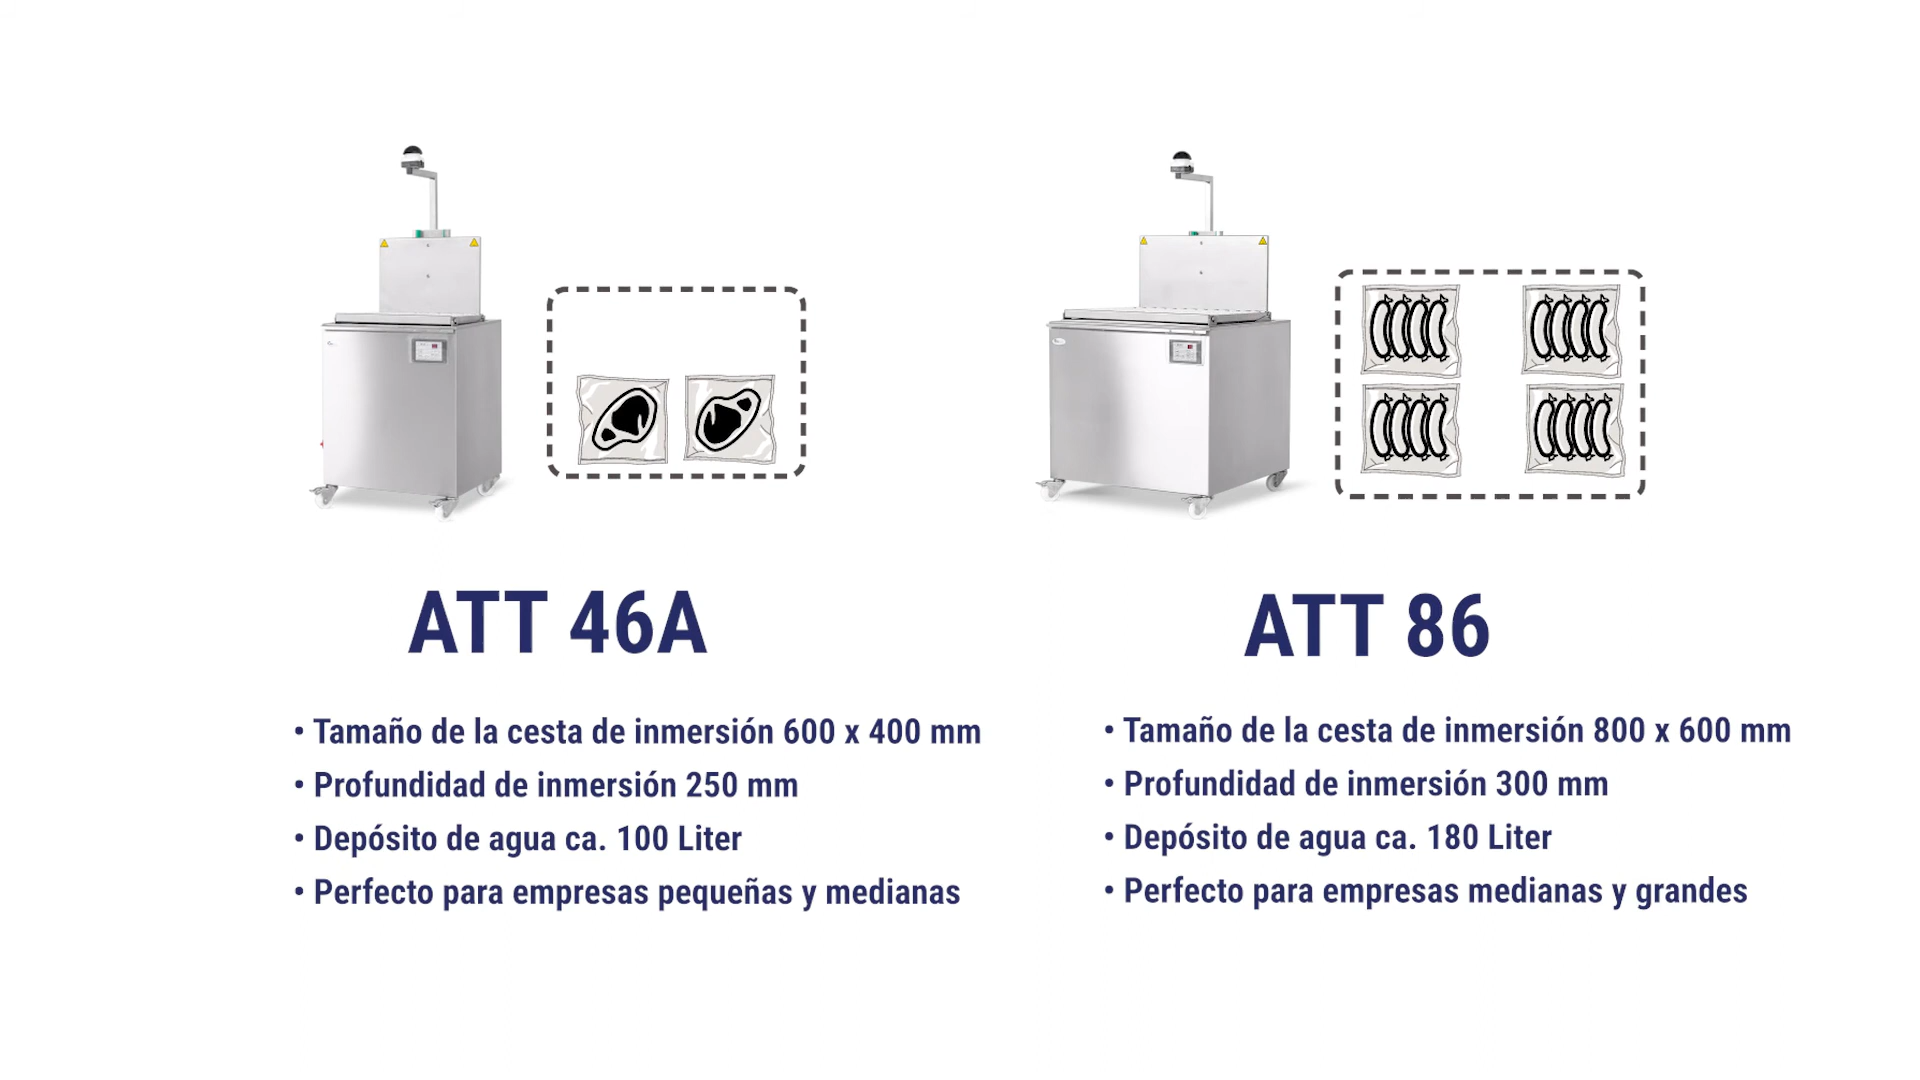 ATT 46A
• Tamaño de la cesta de inmersión 600 x 400 mm
• Profundidad de inmersión 250 mm
• Depósito de agua ca. 100 Liter
• Perfecto para empresas pequeñas y medianas
ATT 86
• Tamaño de la cesta de inmersión 800 x 600 mm
• Profundidad de inmersión 300 mm
• Depósito de agua ca. 180 Liter
• Perfecto para empresas medianas y grandes